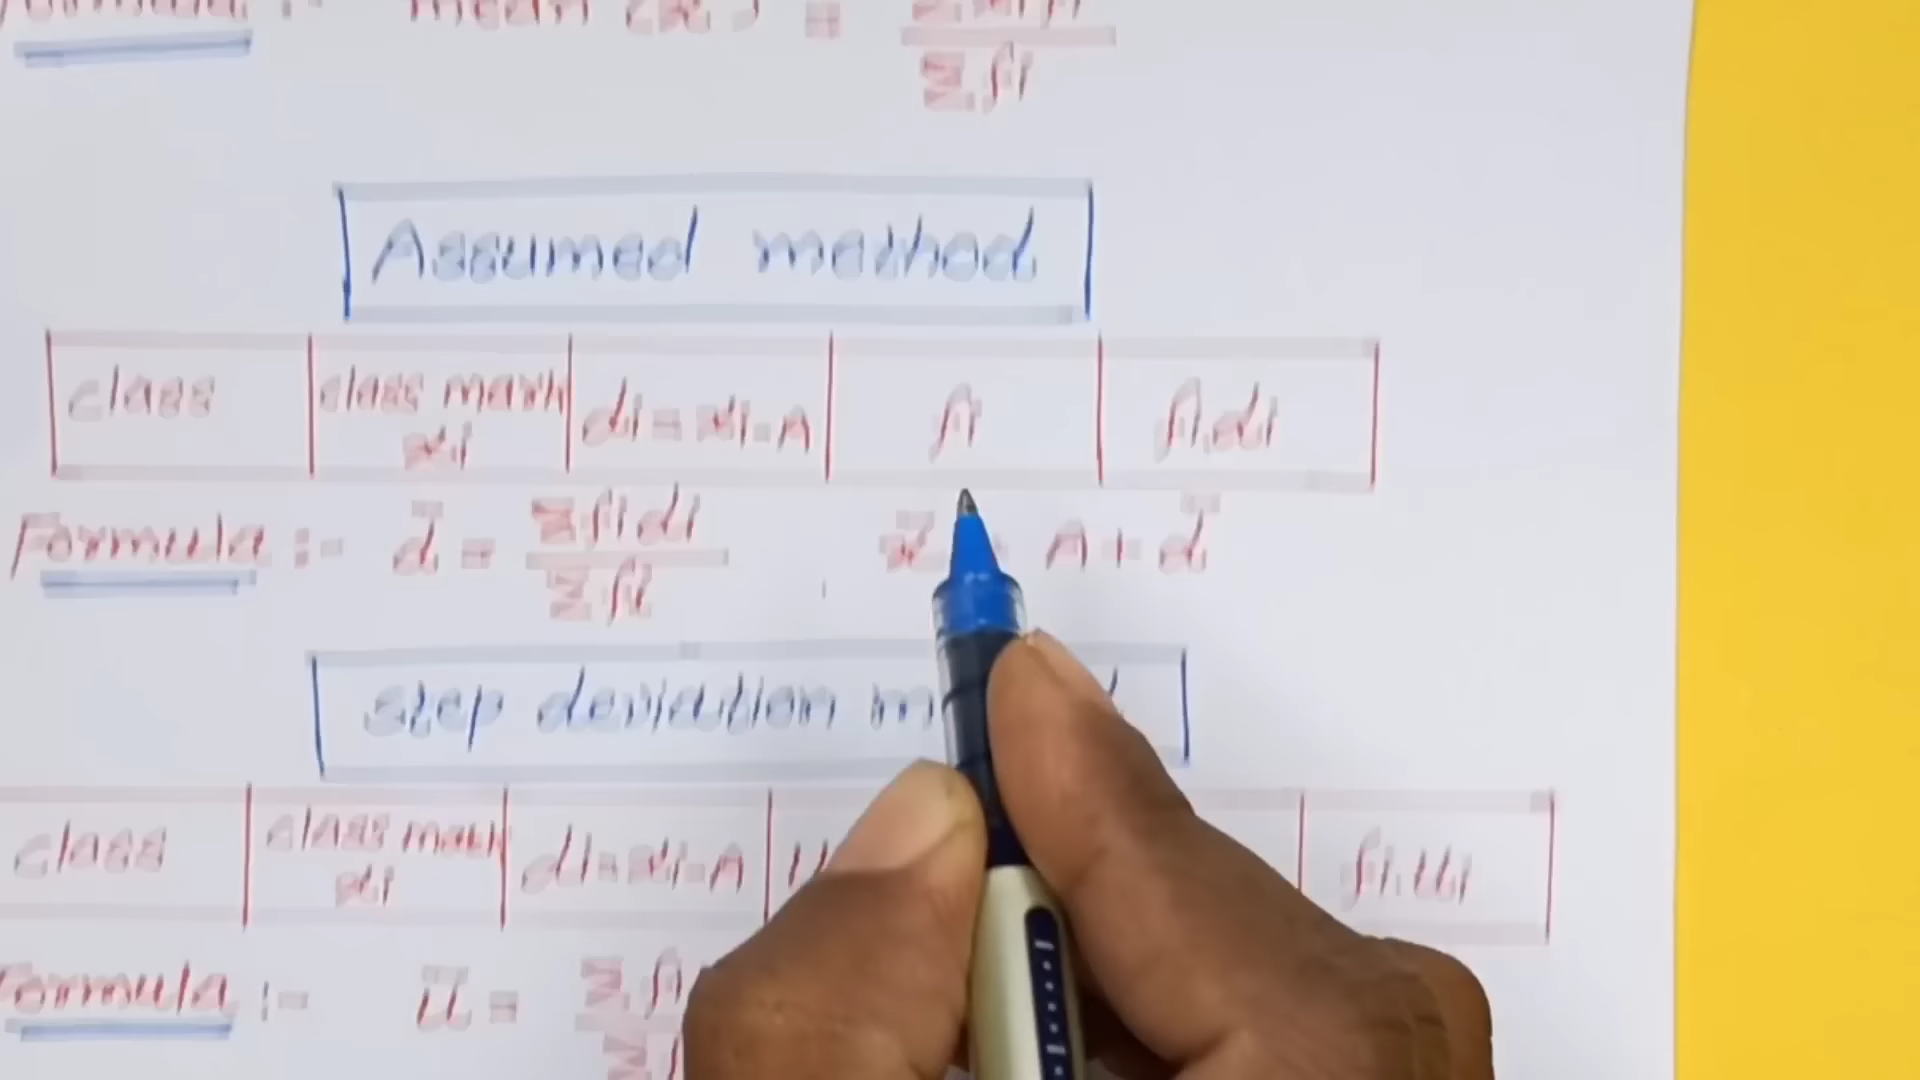 Formula :- mean (x̄) = Σxifi
Σfi
Assumed method
class | class mark xi | di = xi - A | fi | fi.di
Formula :- d̄ = Σfidi / Σfi x̄ = A + d̄
step deviation
class | class mark xi | di = xi - A | fi.ui
Formula :- ū =